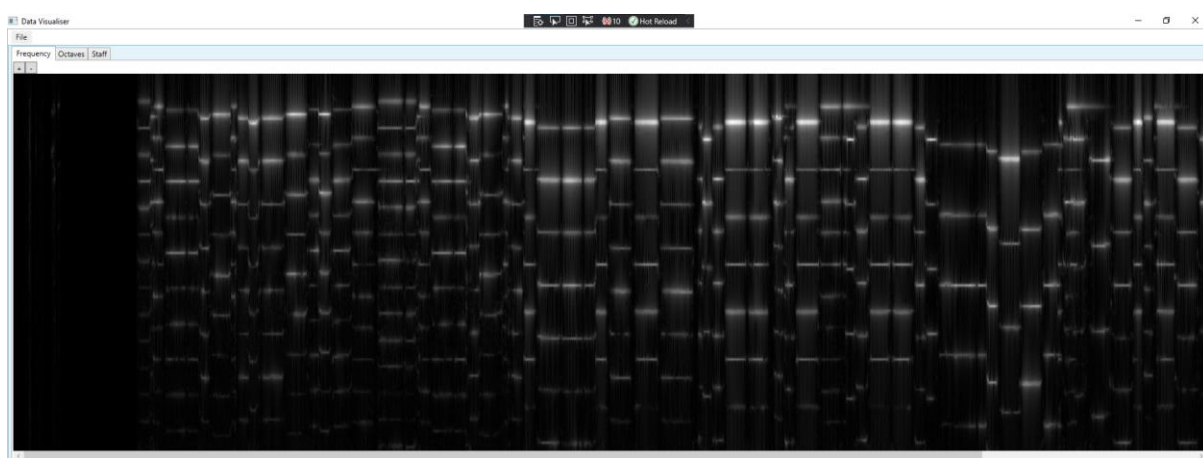 Data Visualiser
10 Hot Reload
File
Frequency Octaves Staff
+ -